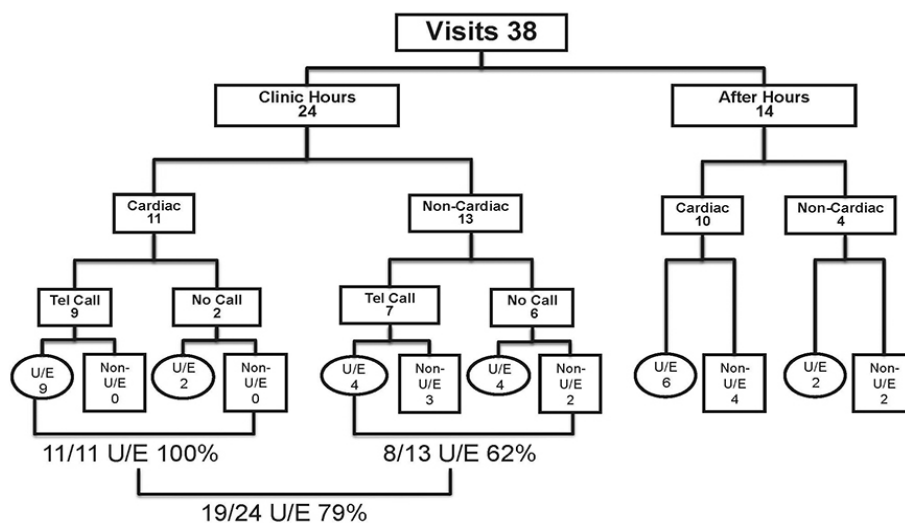 Visits 38
Clinic Hours
24
After Hours
14
Cardiac
11
Non-Cardiac
13
Cardiac
10
Non-Cardiac
4
Tel Call
9
No Call
2
Tel Call
7
No Call
6
U/E
9
Non-
U/E
0
U/E
2
Non-
U/E
0
U/E
4
Non-
U/E
3
U/E
4
Non-
U/E
2
U/E
6
Non-
U/E
4
U/E
2
Non-
U/E
2
11/11 U/E 100%
8/13 U/E 62%
19/24 U/E 79%